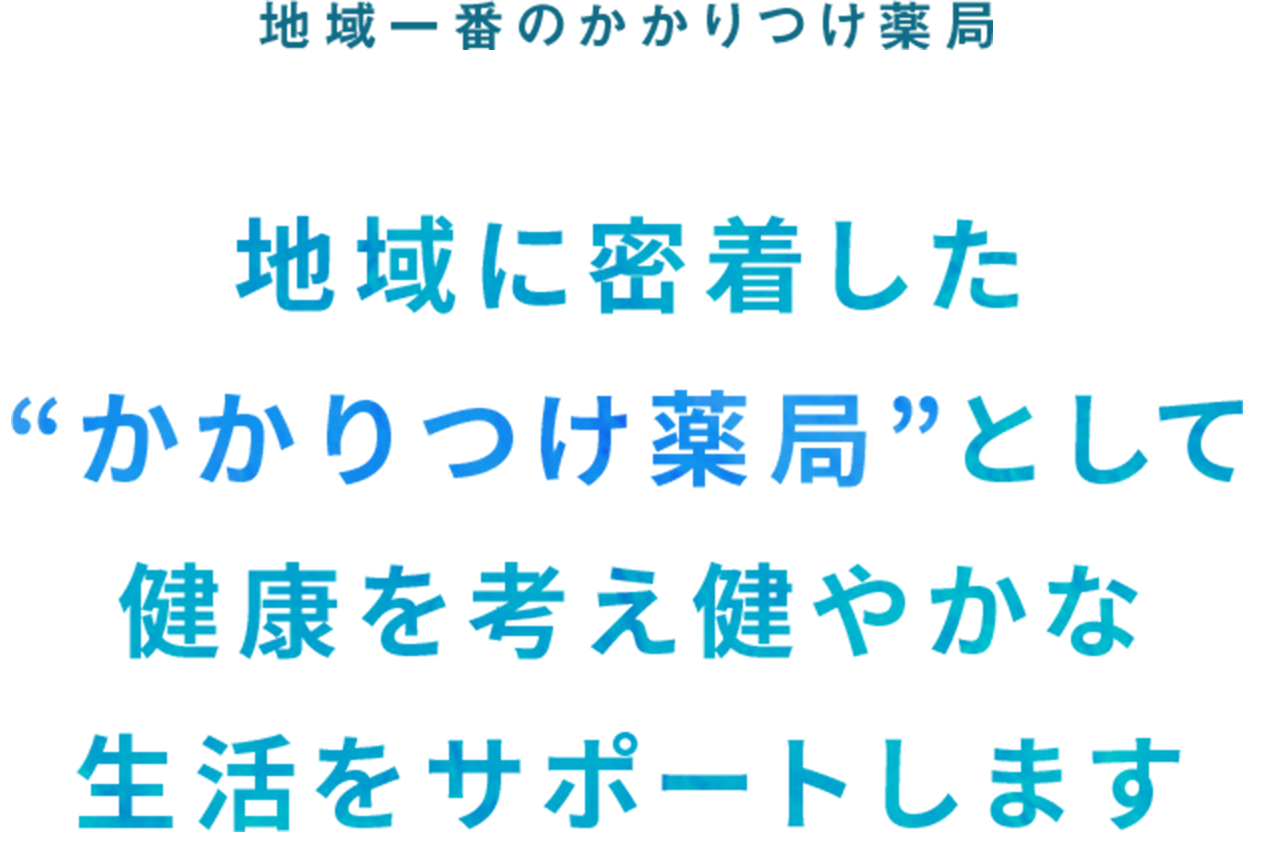 地域一番のかかりつけ薬局
地域に密着した
“かかりつけ薬局”として
健康を考え健やかな
生活をサポートします